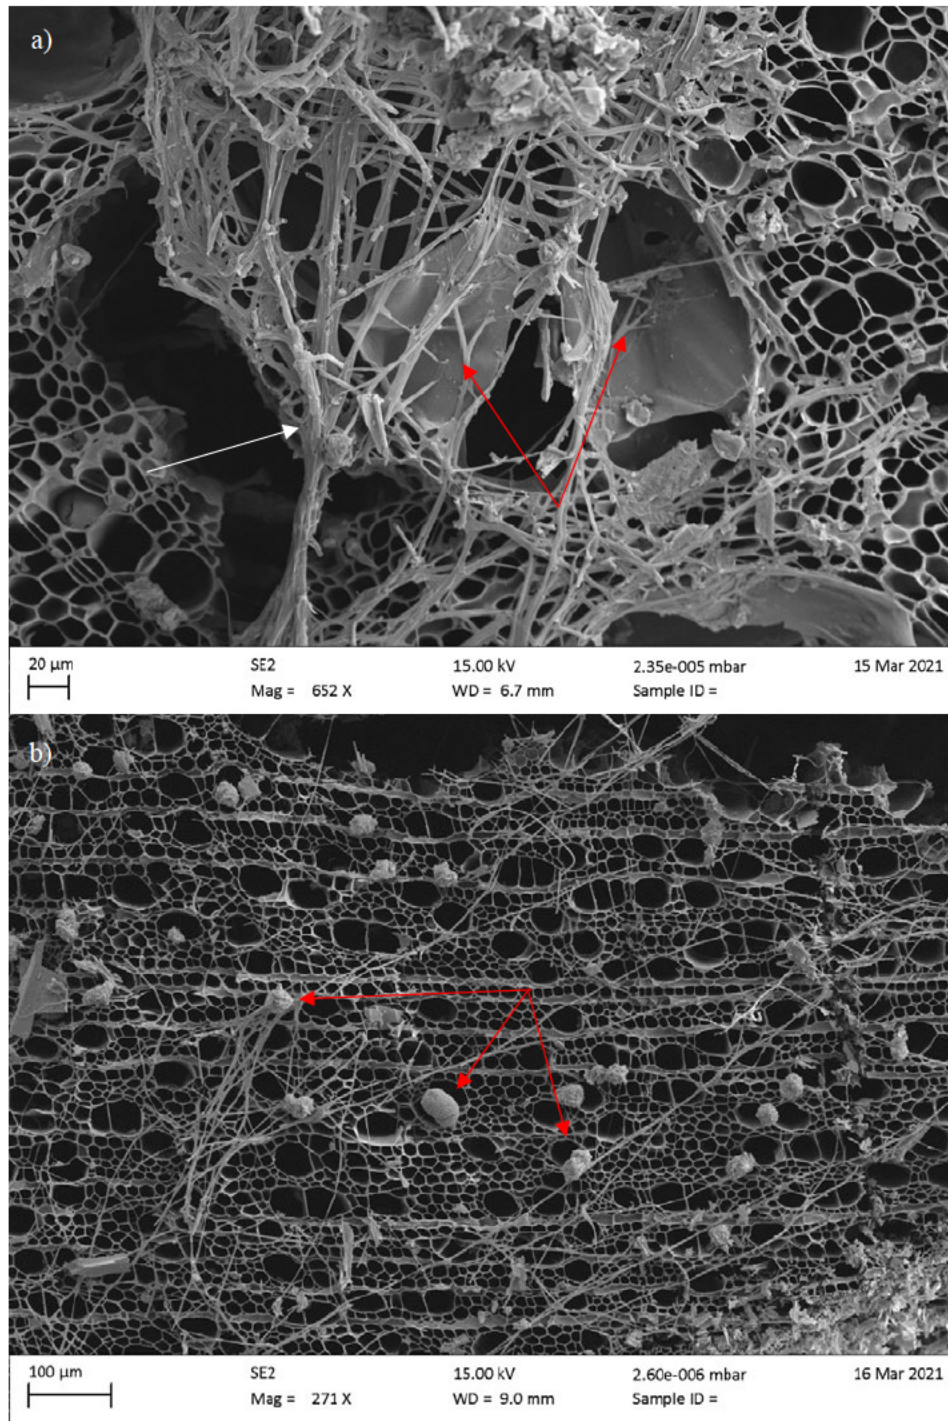 a)
20 µm SE2 15.00 kV 2.35e-005 mbar 15 Mar 2021
Mag = 652 X WD = 6.7 mm Sample ID =
b)
100 µm SE2 15.00 kV 2.60e-006 mbar 16 Mar 2021
Mag = 271 X WD = 9.0 mm Sample ID =